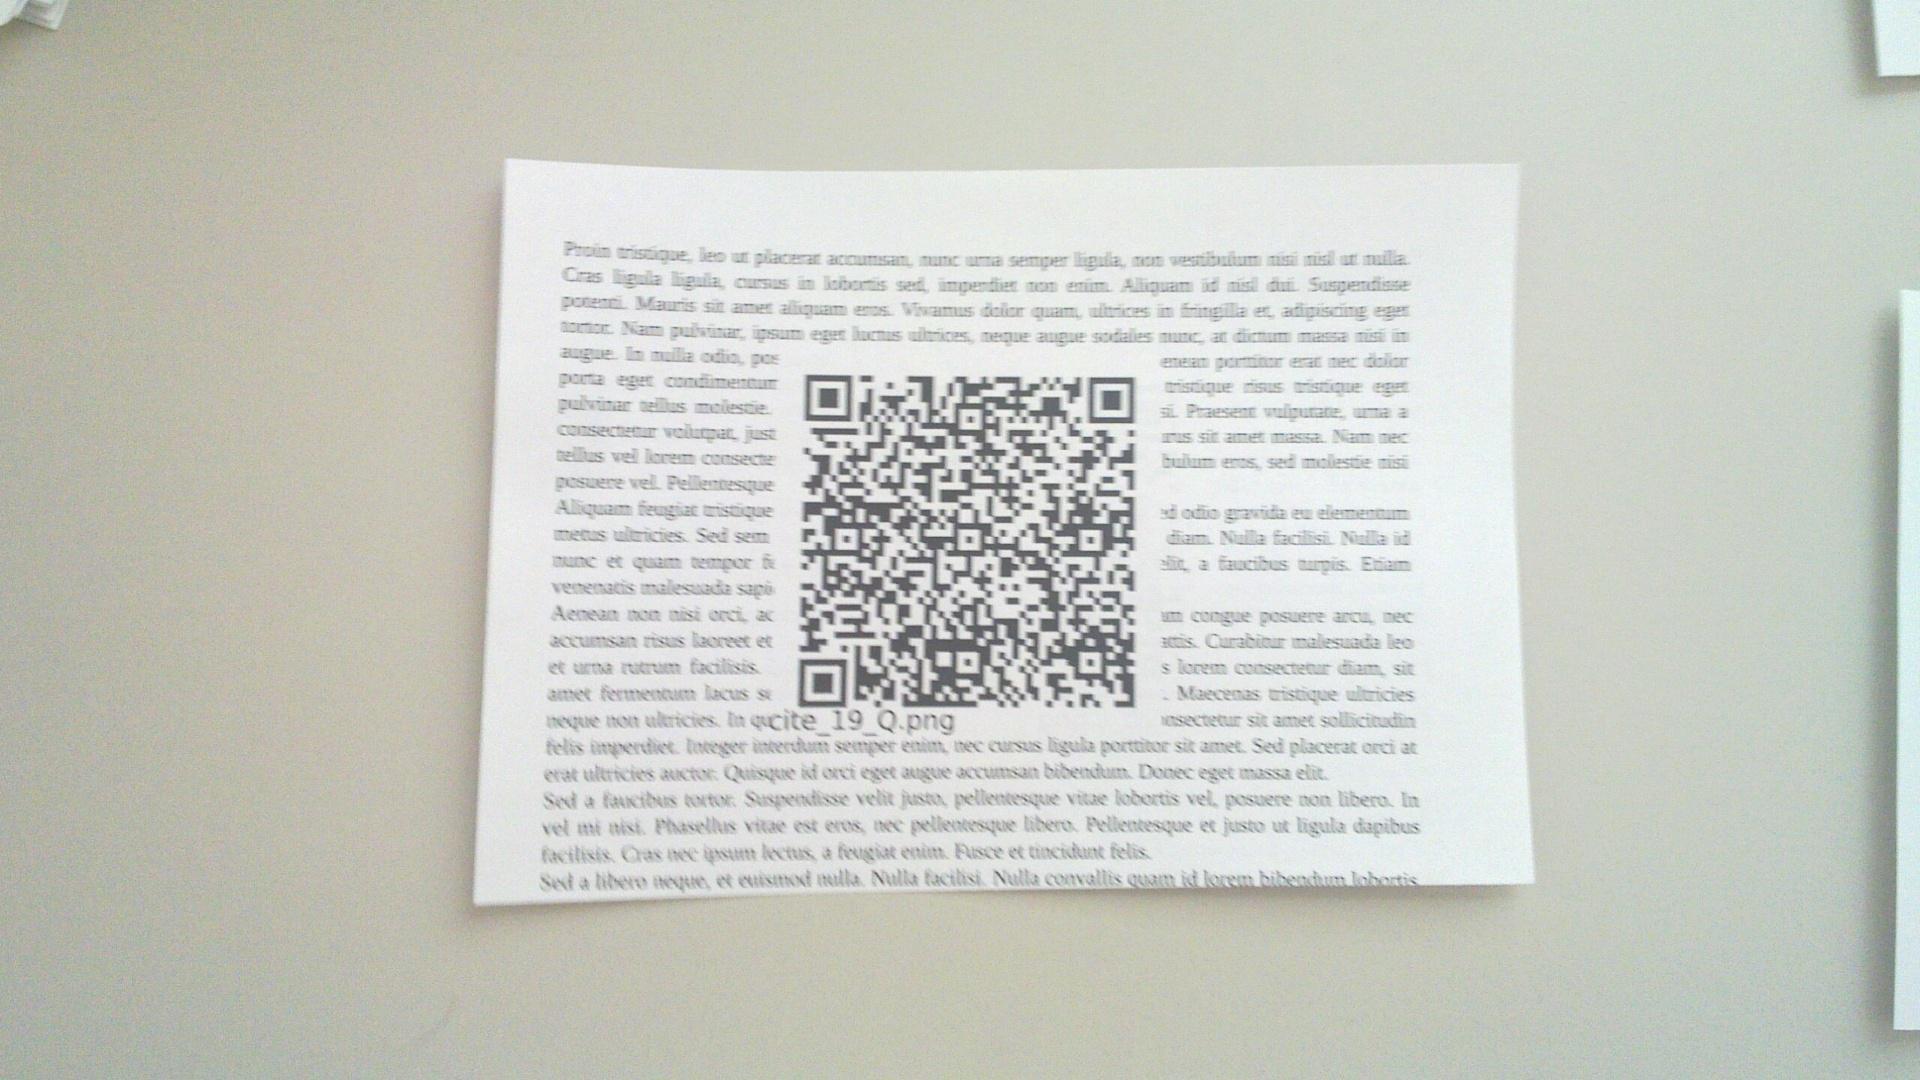 Proin tristique, leo ut placerat accumsan, nunc urna semper ligula, non vestibulum nisi nisl ut nulla.
Cras ligula ligula, cursus in lobortis sed, imperdiet non enim. Aliquam id nisl dui. Suspendisse
potenti. Mauris sit amet aliquam eros. Vivamus dolor quam, ultrices in fringilla et, adipiscing eget
tortor. Nam pulvinar, ipsum eget luctus ultrices, neque augue sodales nunc, at dictum massa nisi in
augue. In nulla odio, pos enean porttitor erat nec dolor
porta eget condimentum tristique risus tristique eget
pulvinar tellus molestie. si. Praesent vulputate, urna a
consectetur volutpat, just urus sit amet massa. Nam nec
tellus vel lorem consecte bulum eros, sed molestie nisi
posuere vel. Pellentesque
Aliquam feugiat tristique ed odio gravida eu elementum
metus ultricies. Sed sem diam. Nulla facilisi. Nulla id
nunc et quam tempor fe elit, a faucibus turpis. Etiam
venenatis malesuada sapi
Aenean non nisi orci, ac um congue posuere arcu, nec
accumsan risus laoreet et attis. Curabitur malesuada leo
et urna rutrum facilisis. s lorem consectetur diam, sit
amet fermentum lacus se . Maecenas tristique ultricies
neque non ultricies. In qu onsectetur sit amet sollicitudin
cite_19_Q.png
felis imperdiet. Integer interdum semper enim, nec cursus ligula porttitor sit amet. Sed placerat orci at
erat ultricies auctor. Quisque id orci eget augue accumsan bibendum. Donec eget massa elit.
Sed a faucibus tortor. Suspendisse velit justo, pellentesque vitae lobortis vel, posuere non libero. In
vel mi nisi. Phasellus vitae est eros, nec pellentesque libero. Pellentesque et justo ut ligula dapibus
facilisis. Cras nec ipsum lectus, a feugiat enim. Fusce et tincidunt felis.
Sed a libero neque, et euismod nulla. Nulla facilisi. Nulla convallis quam id lorem bibendum lobortis